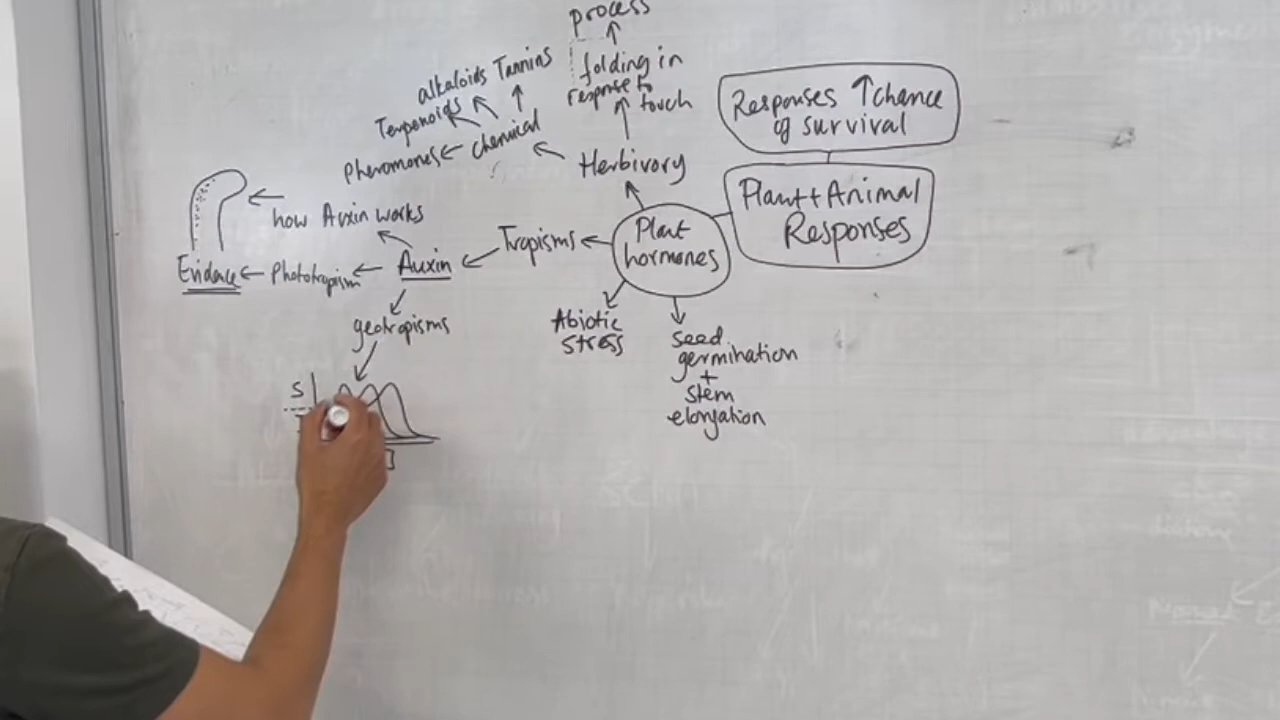 process
folding in
response to
touch
alkaloids Tannins
Terpenoids
pheromones
chemical
Herbivory
Responses ↑chance
of survival
Plant+Animal
Responses
Plant
hormones
Tropisms
how Auxin works
Auxin
Phototropism
Evidace
geotropisms
S
Abiotic
stress
seed
germination
+
stem
elongation